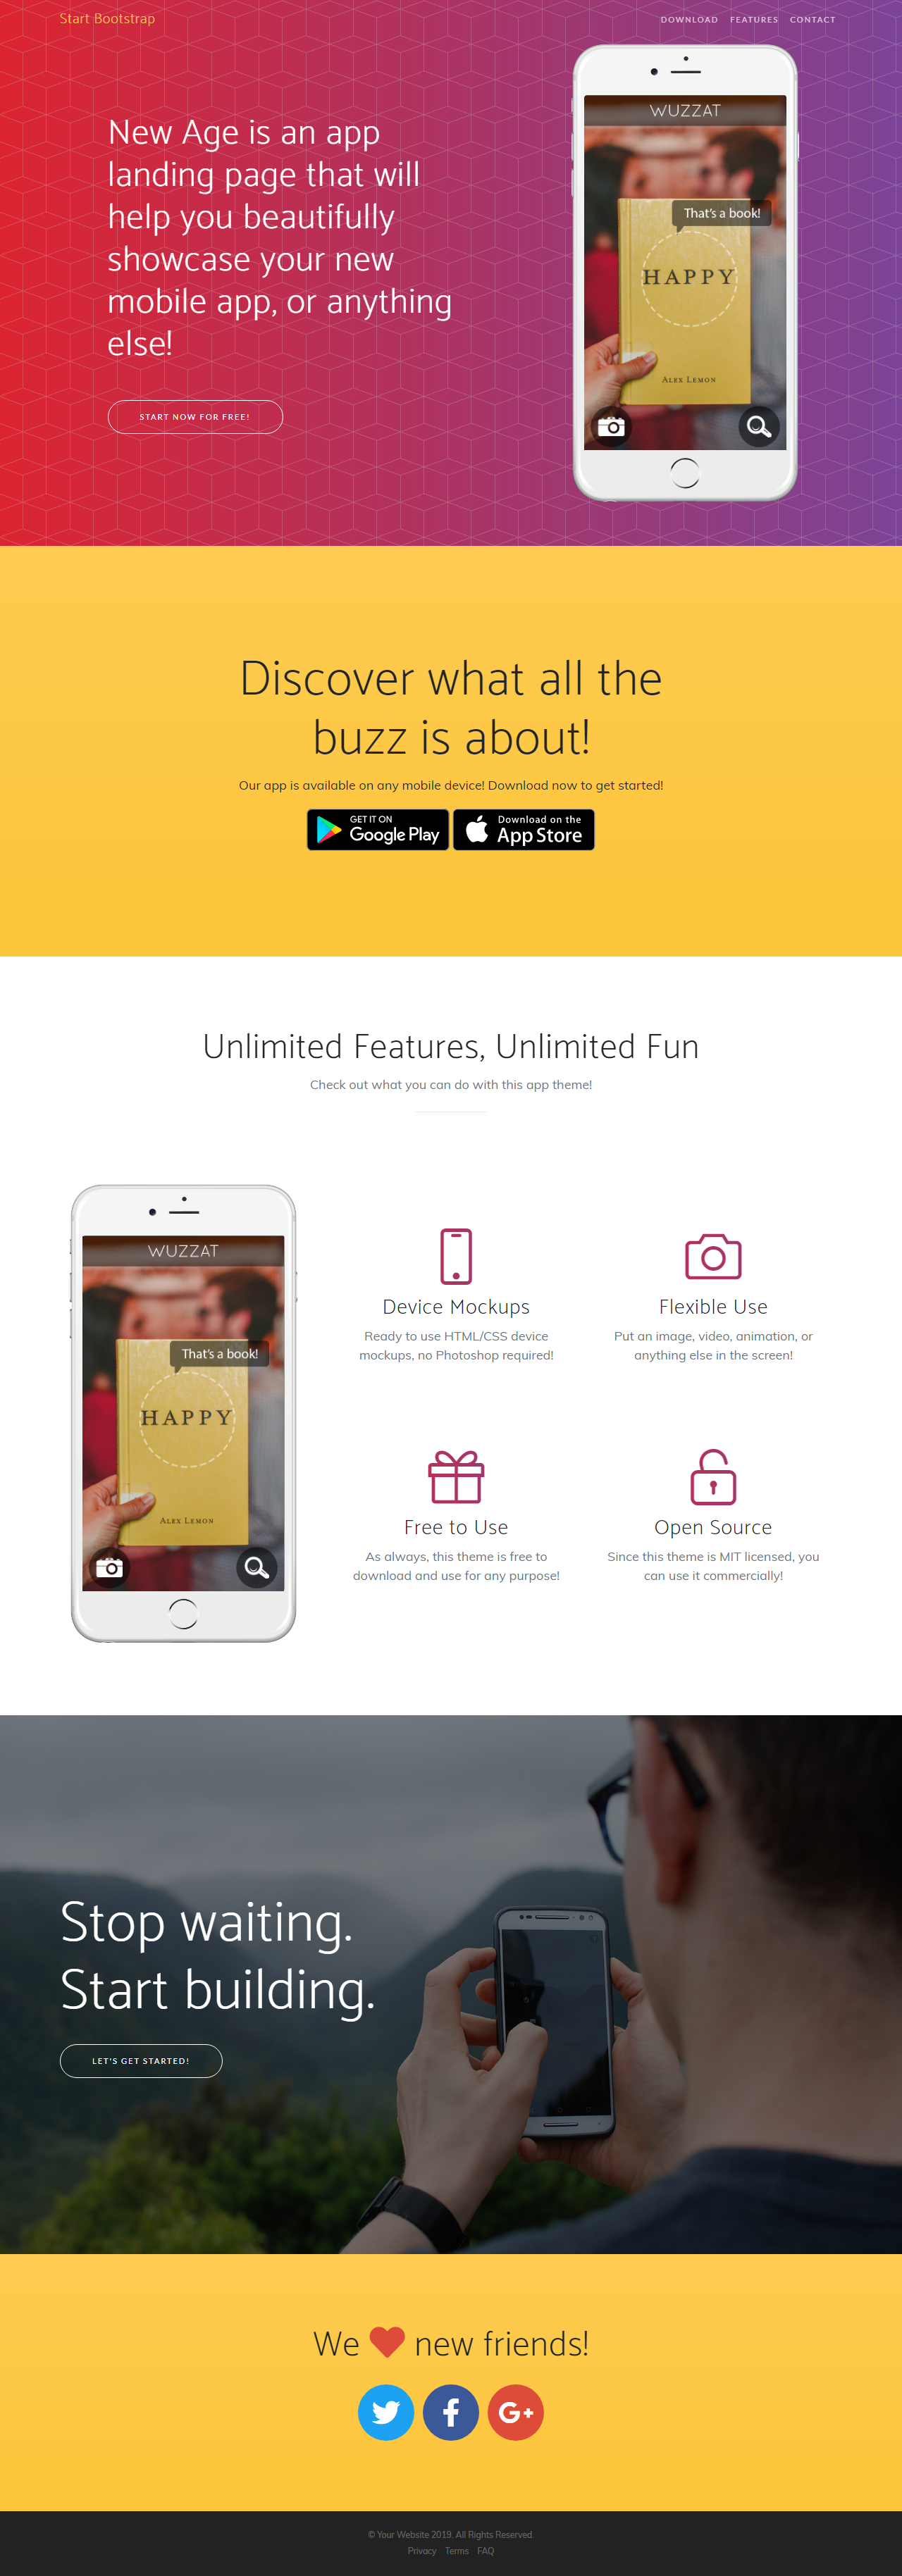 Start Bootstrap
DOWNLOAD FEATURES CONTACT
New Age is an app
landing page that will
help you beautifully
showcase your new
mobile app, or anything
else!
START NOW FOR FREE!
WUZZAT
That's a book!
HAPPY
ALEX LEMON
Discover what all the
buzz is about!
Our app is available on any mobile device! Download now to get started!
GET IT ON
Google Play
Download on the
App Store
Unlimited Features, Unlimited Fun
Check out what you can do with this app theme!
WUZZAT
That's a book!
HAPPY
ALEX LEMON
Device Mockups
Ready to use HTML/CSS device
mockups, no Photoshop required!
Flexible Use
Put an image, video, animation, or
anything else in the screen!
Free to Use
As always, this theme is free to
download and use for any purpose!
Open Source
Since this theme is MIT licensed, you
can use it commercially!
Stop waiting.
Start building.
LET'S GET STARTED!
We new friends!
G+
© Your Website 2019. All Rights Reserved.
Privacy Terms FAQ